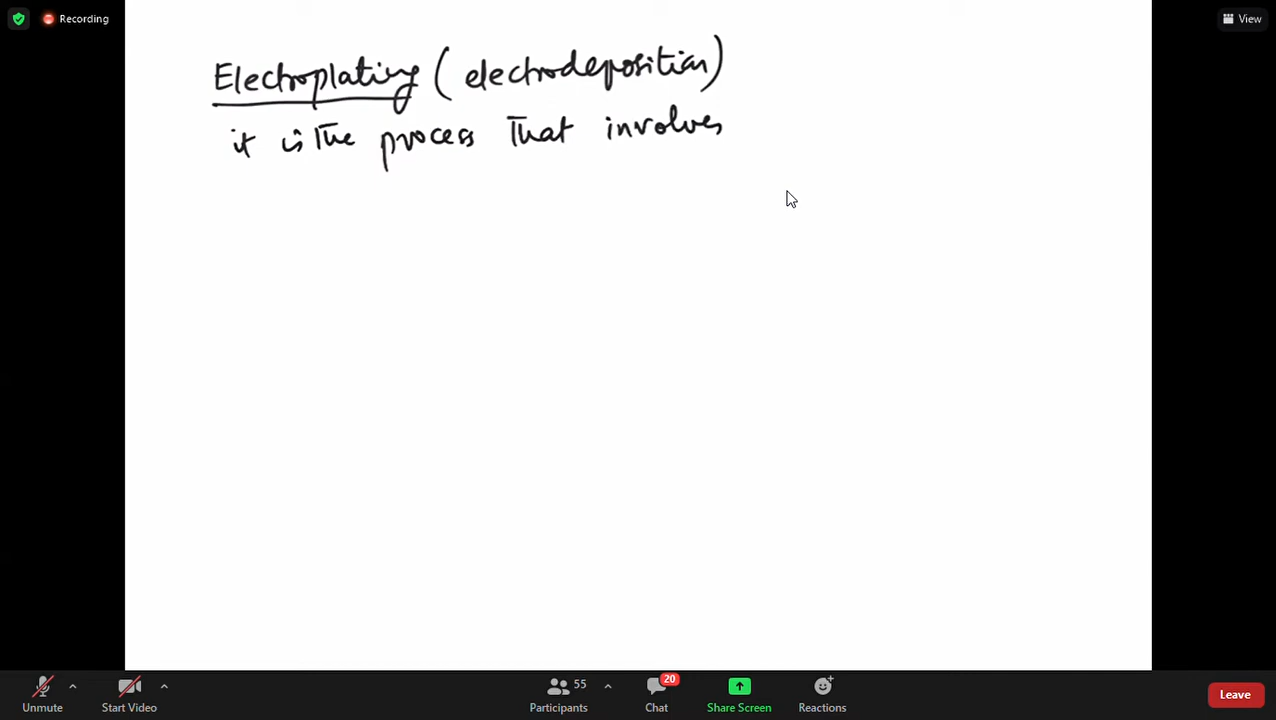 Recording
View
Electroplating (electrodeposition)
it is the process that involves
Unmute
Start Video
55
Participants
20
Chat
Share Screen
Reactions
Leave